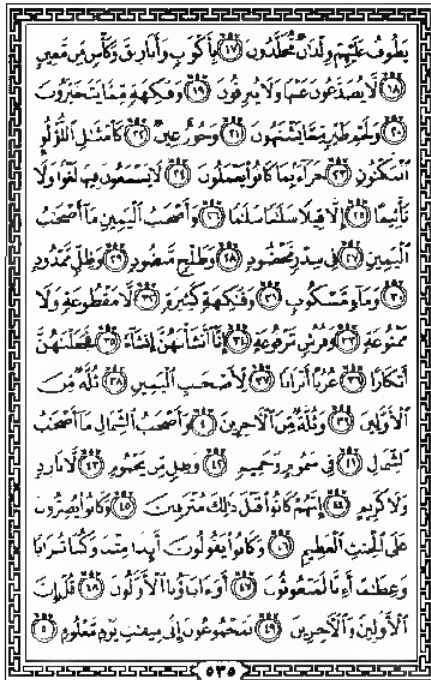 يَطُوفُ عَلَيْهِمْ وِلْدَٰنٌ مُّخَلَّدُونَ ١٧ بِأَكْوَابٍ وَأَبَارِيقَ وَكَأْسٍ مِّن مَّعِينٍ
١٨ لَّا يُصَدَّعُونَ عَنْهَا وَلَا يُنزِفُونَ ١٩ وَفَٰكِهَةٍ مِّمَّا يَتَخَيَّرُونَ
٢٠ وَلَحْمِ طَيْرٍ مِّمَّا يَشْتَهُونَ ٢١ وَحُورٌ عِينٌ ٢٢ كَأَمْثَٰلِ ٱللُّؤْلُؤِ
ٱلْمَكْنُونِ ٢٣ جَزَآءًۢ بِمَا كَانُوا۟ يَعْمَلُونَ ٢٤ لَا يَسْمَعُونَ فِيهَا لَغْوًا وَلَا
تَأْثِيمًا ٢٥ إِلَّا قِيلًا سَلَٰمًا سَلَٰمًا ٢٦ وَأَصْحَٰبُ ٱلْيَمِينِ مَآ أَصْحَٰبُ
ٱلْيَمِينِ ٢٧ فِى سِدْرٍ مَّخْضُودٍ ٢٨ وَطَلْحٍ مَّنضُودٍ ٢٩ وَظِلٍّ مَّمْدُودٍ
٣٠ وَمَآءٍ مَّسْكُوبٍ ٣١ وَفَٰكِهَةٍ كَثِيرَةٍ ٣٢ لَّا مَقْطُوعَةٍ وَلَا
مَمْنُوعَةٍ ٣٣ وَفُرُشٍ مَّرْفُوعَةٍ ٣٤ إِنَّآ أَنشَأْنَٰهُنَّ إِنشَآءً ٣٥ فَجَعَلْنَٰهُنَّ
أَبْكَارًا ٣٦ عُرُبًا أَتْرَابًا ٣٧ لِّأَصْحَٰبِ ٱلْيَمِينِ ٣٨ ثُلَّةٌ مِّنَ
ٱلْأَوَّلِينَ ٣٩ وَثُلَّةٌ مِّنَ ٱلْءَاخِرِينَ ٤٠ وَأَصْحَٰبُ ٱلشِّمَالِ مَآ أَصْحَٰبُ
ٱلشِّمَالِ ٤١ فِى سَمُومٍ وَحَمِيمٍ ٤٢ وَظِلٍّ مِّن يَحْمُومٍ ٤٣ لَّا بَارِدٍ
وَلَا كَرِيمٍ ٤٤ إِنَّهُمْ كَانُوا۟ قَبْلَ ذَٰلِكَ مُتْرَفِينَ ٤٥ وَكَانُوا۟ يُصِرُّونَ
عَلَى ٱلْحِنثِ ٱلْعَظِيمِ ٤٦ وَكَانُوا۟ يَقُولُونَ أَئِذَا مِتْنَا وَكُنَّا تُرَابًا
وَعِظَٰمًا أَءِنَّا لَمَبْعُوثُونَ ٤٧ أَوَءَابَآؤُنَا ٱلْأَوَّلُونَ ٤٨ قُلْ إِنَّ
ٱلْأَوَّلِينَ وَٱلْءَاخِرِينَ ٤٩ لَمَجْمُوعُونَ إِلَىٰ مِيقَٰتِ يَوْمٍ مَّعْلُومٍ ٥٠
٥٣٥